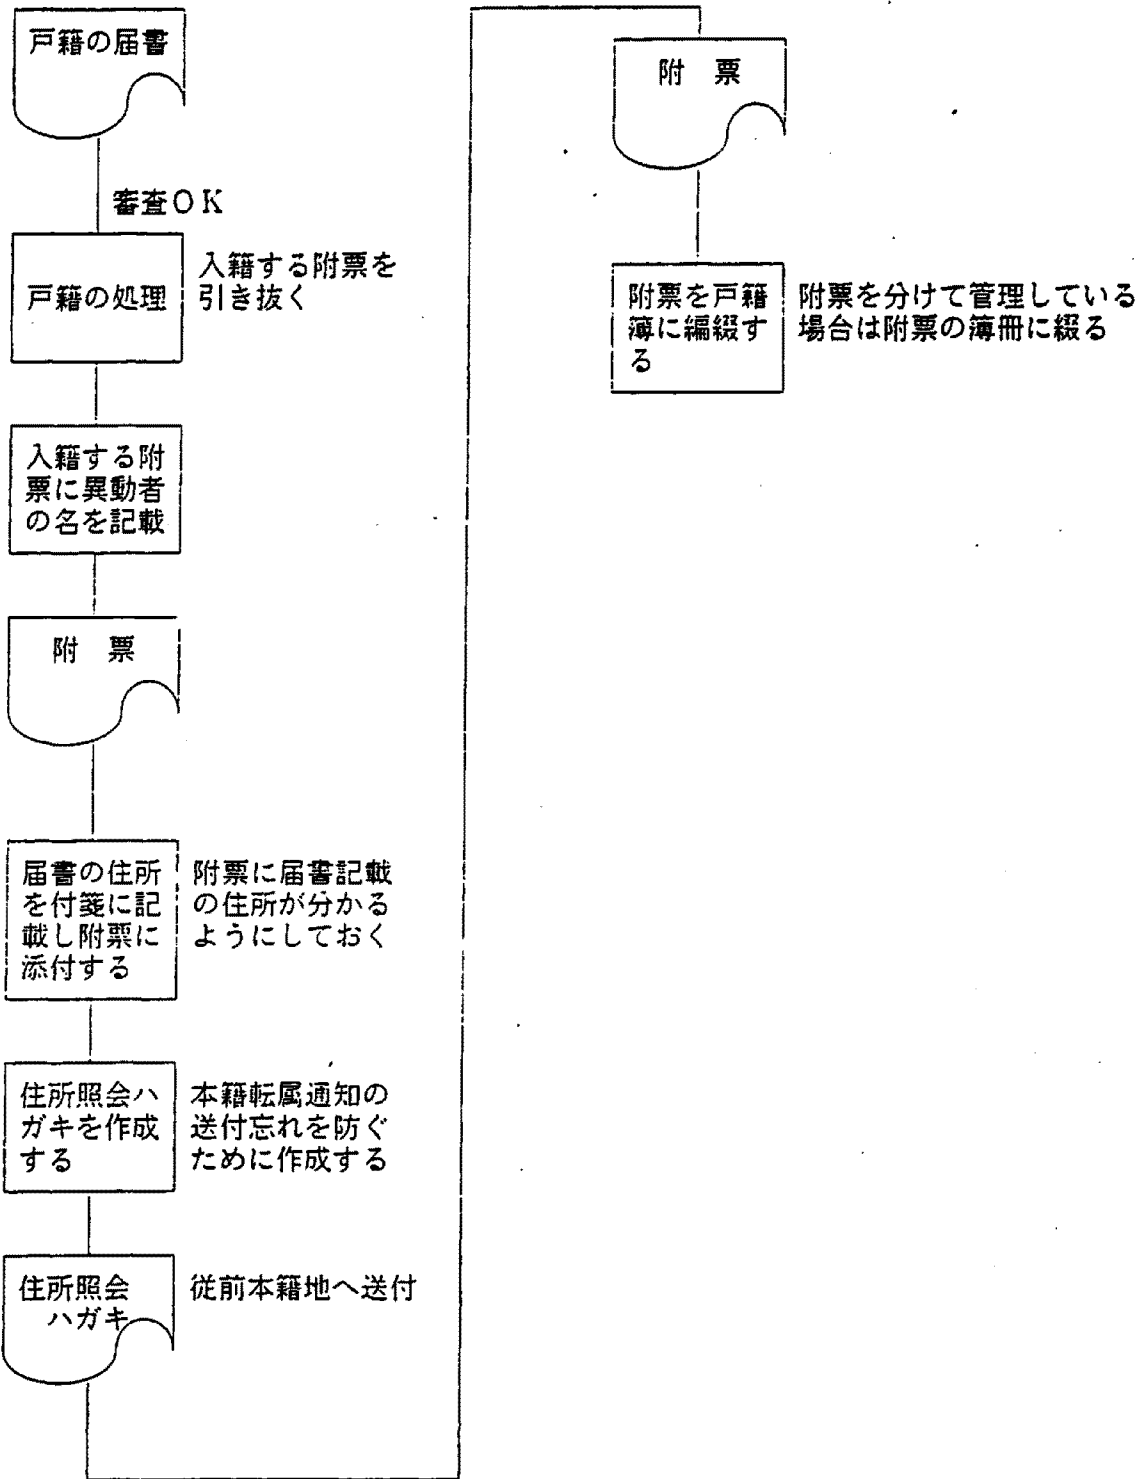 戸籍の届書
審査OK
戸籍の処理
入籍する附票を
引き抜く
入籍する附
票に異動者
の名を記載
附 票
届書の住所
を付箋に記
載し附票に
添付する
附票に届書記載
の住所が分かる
ようにしておく
住所照会ハ
ガキを作成
する
本籍転属通知の
送付忘れを防ぐ
ために作成する
住所照会
ハガキ
従前本籍地へ送付
附 票
附票を戸籍
簿に編綴す
る
附票を分けて管理している
場合は附票の簿冊に綴る